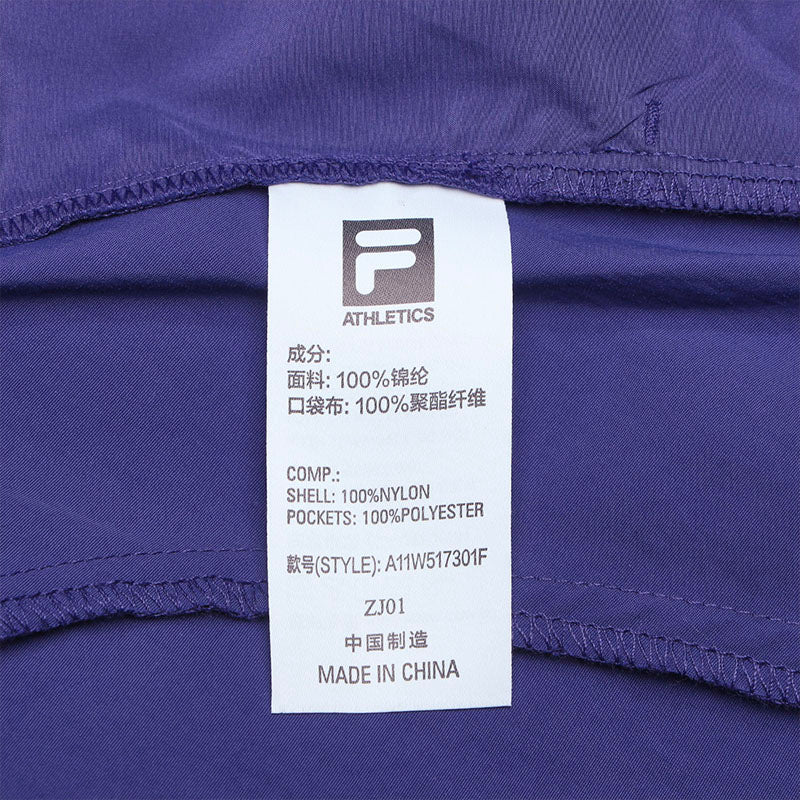 F
ATHLETICS
成分:
面料: 100%锦纶
口袋布: 100%聚酯纤维
COMP.:
SHELL: 100%NYLON
POCKETS: 100%POLYESTER
款号(STYLE): A11W517301F
ZJ01
中国制造
MADE IN CHINA